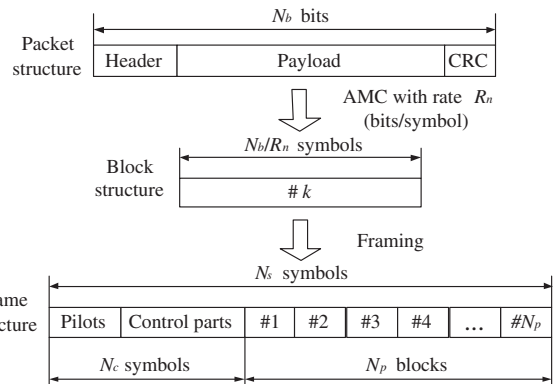 N_b bits
Packet structure
Header Payload CRC
AMC with rate R_n
(bits/symbol)
N_b/R_n symbols
Block structure
# k
Framing
N_s symbols
ame
cture
Pilots Control parts #1 #2 #3 #4 ... #N_p
N_c symbols N_p blocks